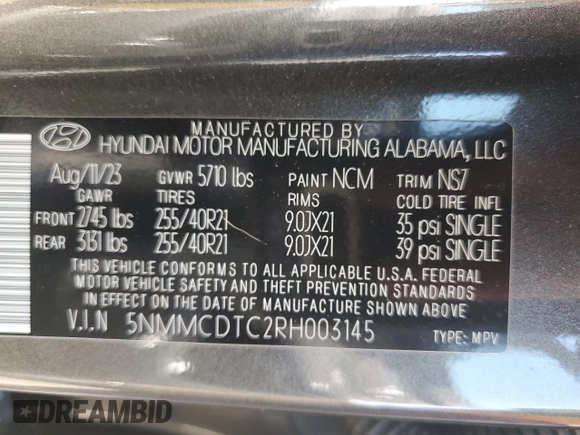 MANUFACTURED BY
HYUNDAI MOTOR MANUFACTURING ALABAMA, LLC
Aug/11/23 GVWR 5710 lbs PAINT NCM TRIM NS7
GAWR TIRES RIMS COLD TIRE INFL
FRONT 2745 lbs 255/40R21 9.0JX21 35 psi SINGLE
REAR 3131 lbs 255/40R21 9.0JX21 39 psi SINGLE
THIS VEHICLE CONFORMS TO ALL APPLICABLE U.S.A. FEDERAL
MOTOR VEHICLE SAFETY AND THEFT PREVENTION STANDARDS
IN EFFECT ON THE DATE OF MANUFACTURE SHOWN ABOVE
V.I.N 5NMMCDTC2RH003145 TYPE: MPV
DREAMBID